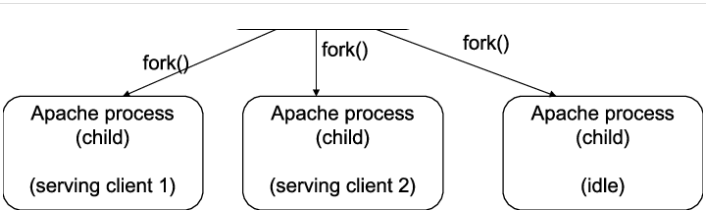 fork()
fork()
fork()
Apache process
(child)
(serving client 1)
Apache process
(child)
(serving client 2)
Apache process
(child)
(idle)